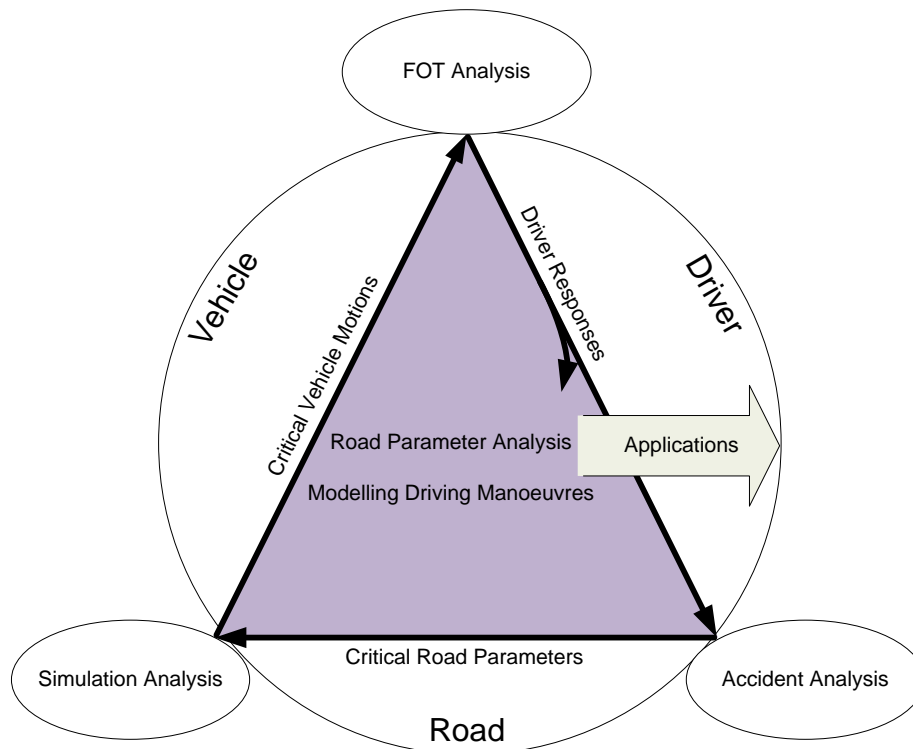 FOT Analysis
Vehicle
Driver
Critical Vehicle Motions
Driver Responses
Road Parameter Analysis
Applications
Modelling Driving Manoeuvres
Critical Road Parameters
Simulation Analysis
Accident Analysis
Road